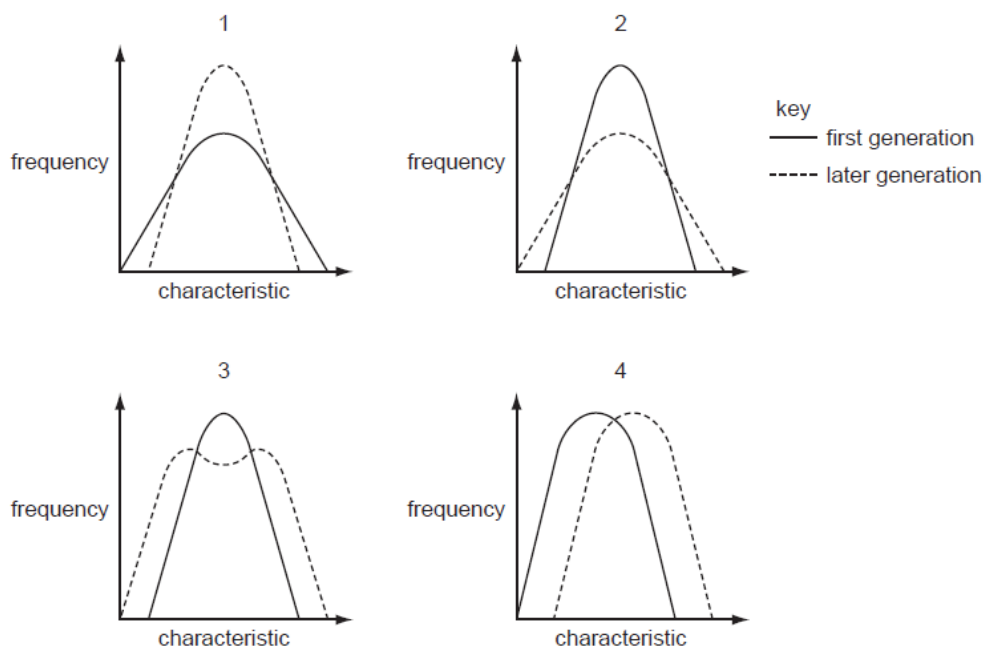 1
2
key
first generation
later generation
frequency
characteristic
frequency
characteristic
3
4
frequency
characteristic
frequency
characteristic